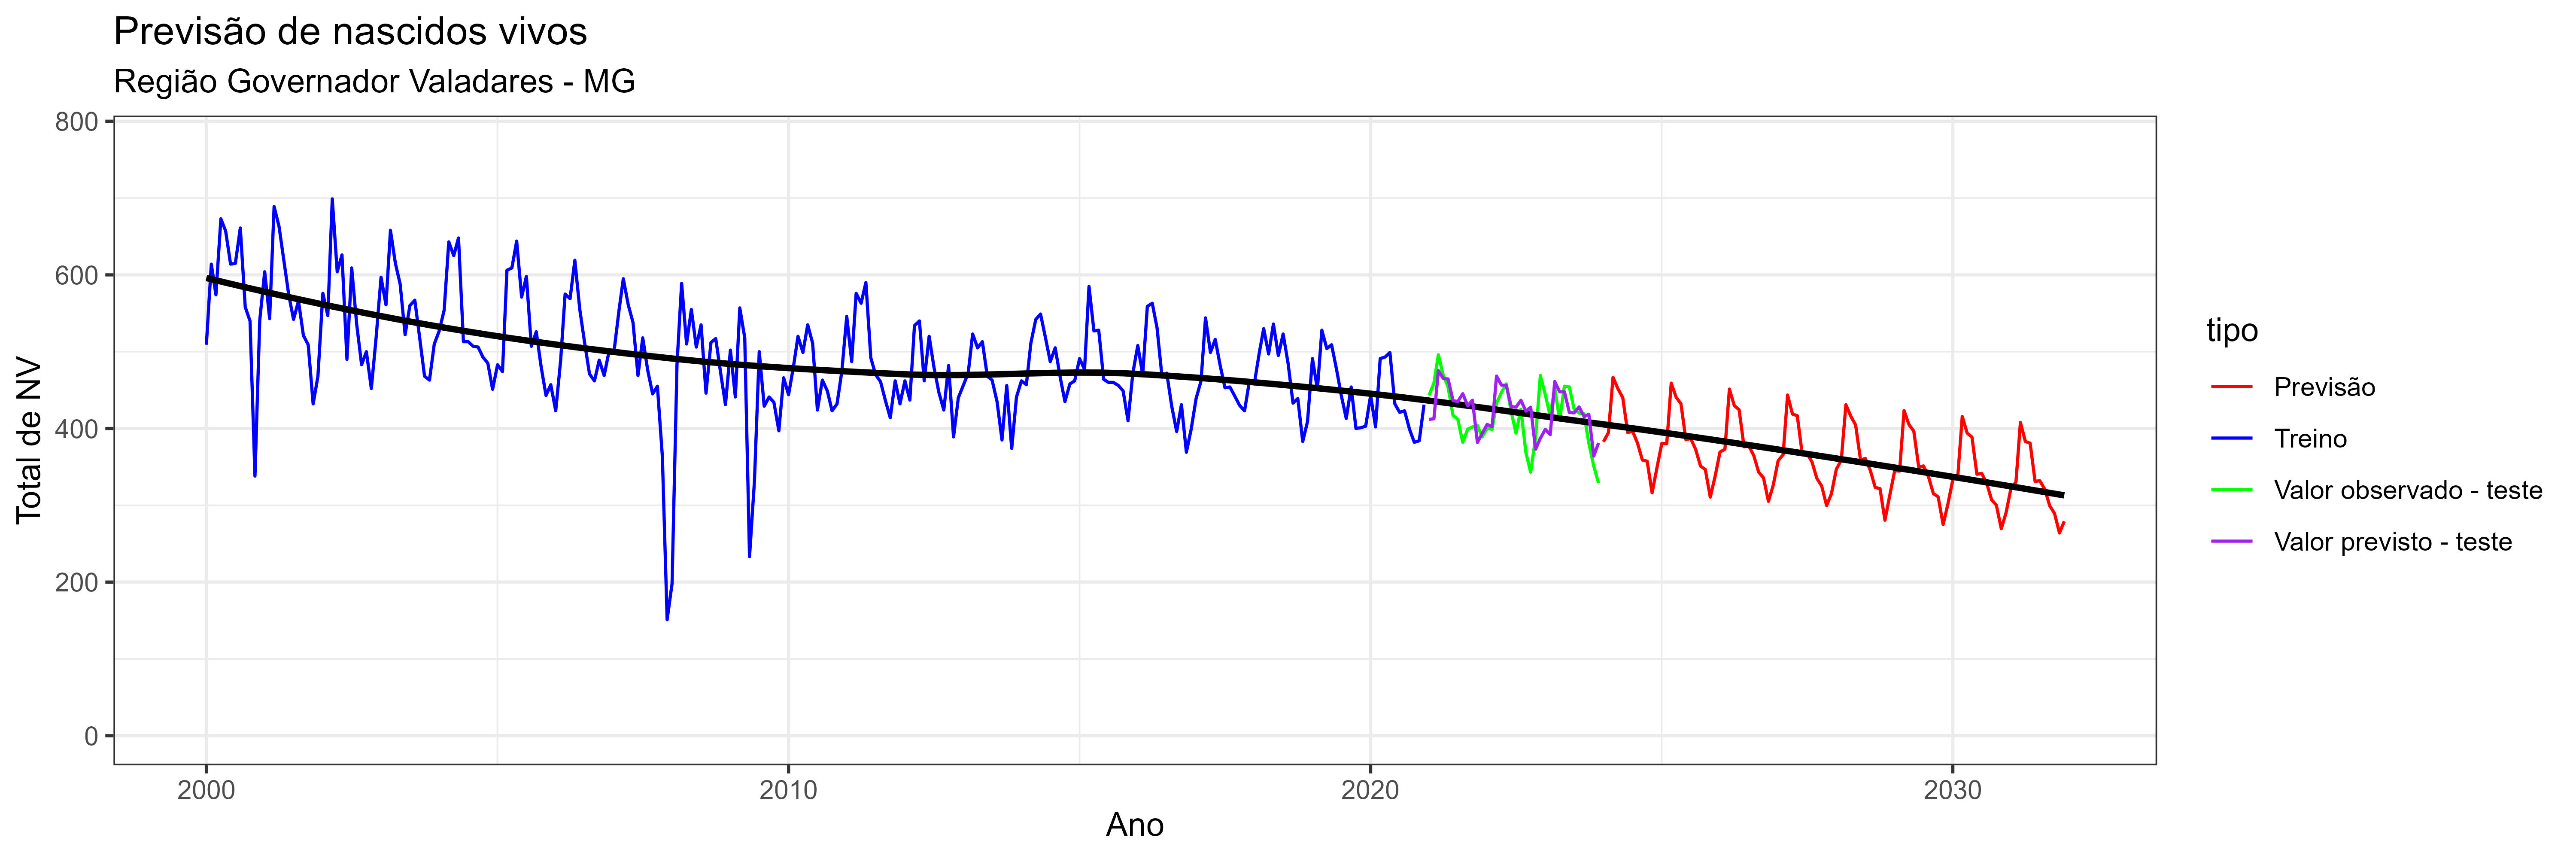 Previsão de nascidos vivos
Região Governador Valadares - MG
800
600
400
200
0
Total de NV
2000
2010
2020
2030
Ano
tipo
Previsão
Treino
Valor observado - teste
Valor previsto - teste